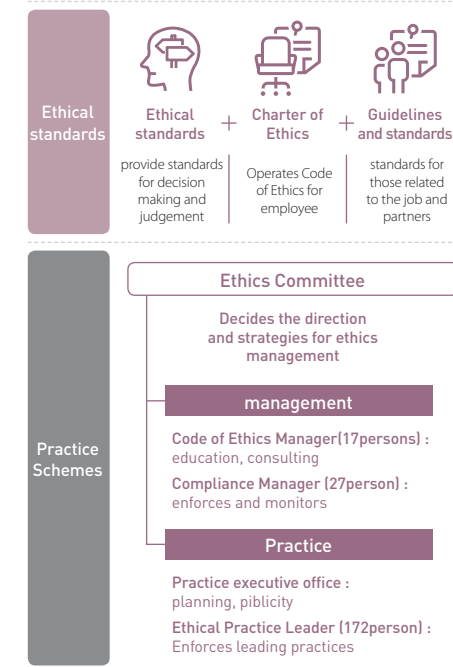 Ethical
standards
Ethical
standards
+
Charter of
Ethics
+
Guidelines
and standards
provide standards
for decision
making and
judgement
Operates Code
of Ethics for
employee
standards for
those related
to the job and
partners
Practice
Schemes
Ethics Committee
Decides the direction
and strategies for ethics
management
management
Code of Ethics Manager(17persons) :
education, consulting
Compliance Manager (27person) :
enforces and monitors
Practice
Practice executive office :
planning, piblicity
Ethical Practice Leader (172person) :
Enforces leading practices